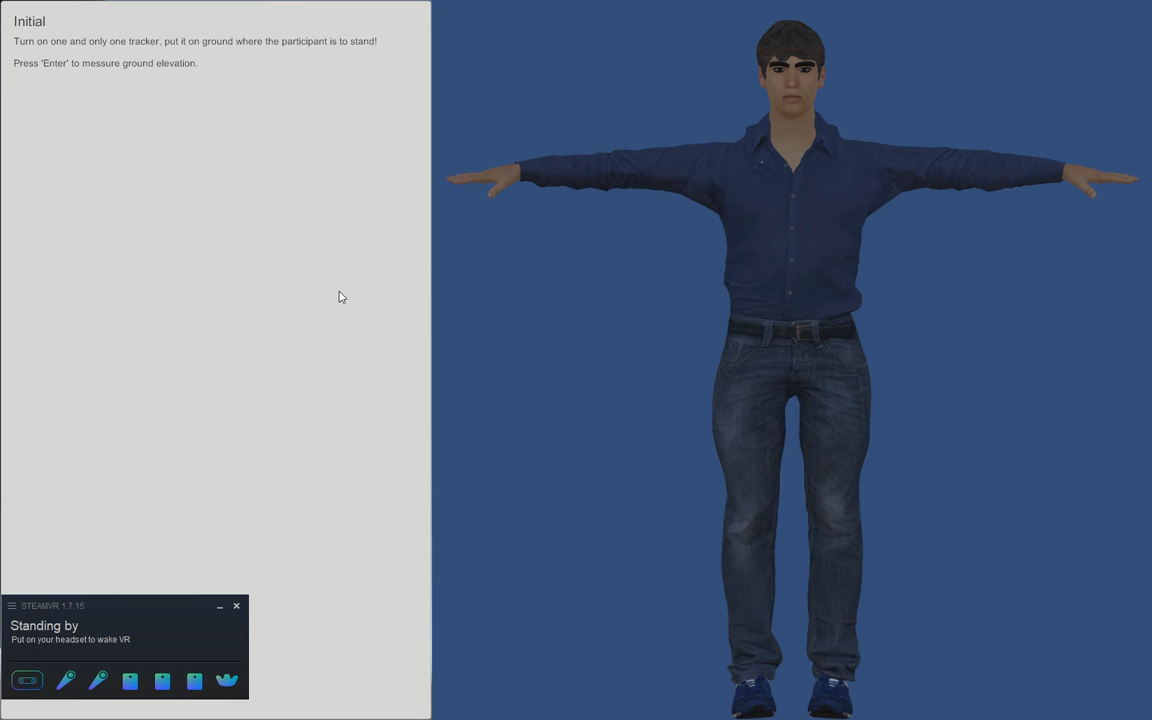 Initial
Turn on one and only one tracker, put it on ground where the participant is to stand!
Press 'Enter' to messure ground elevation.
STEAMVR 1.7.15
Standing by
Put on your headset to wake VR